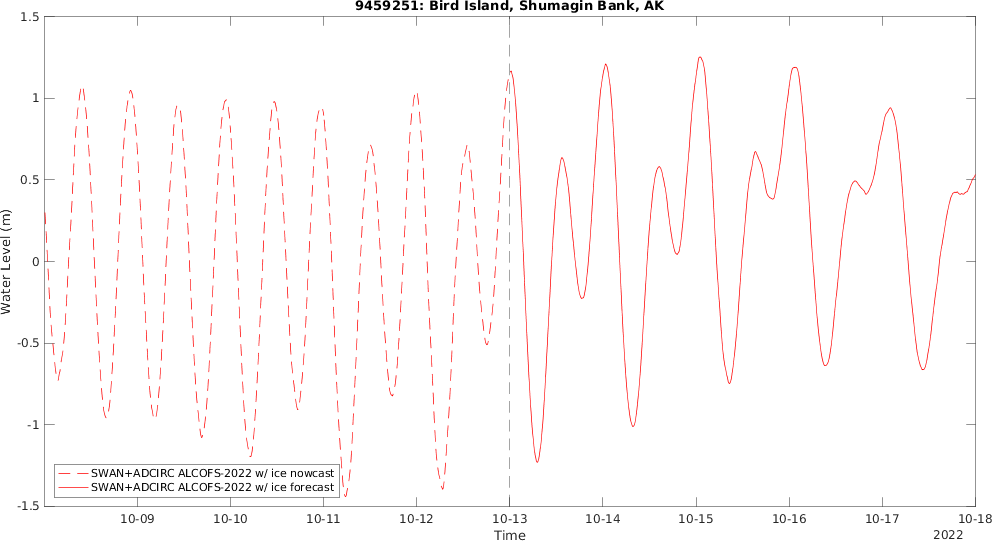 9459251: Bird Island, Shumagin Bank, AK
1.5
1
0.5
0
-0.5
-1
-1.5
Water Level (m)
SWAN+ADCIRC ALCOFS-2022 w/ ice nowcast
SWAN+ADCIRC ALCOFS-2022 w/ ice forecast
10-09 10-10 10-11 10-12 10-13 10-14 10-15 10-16 10-17 10-18
Time
2022